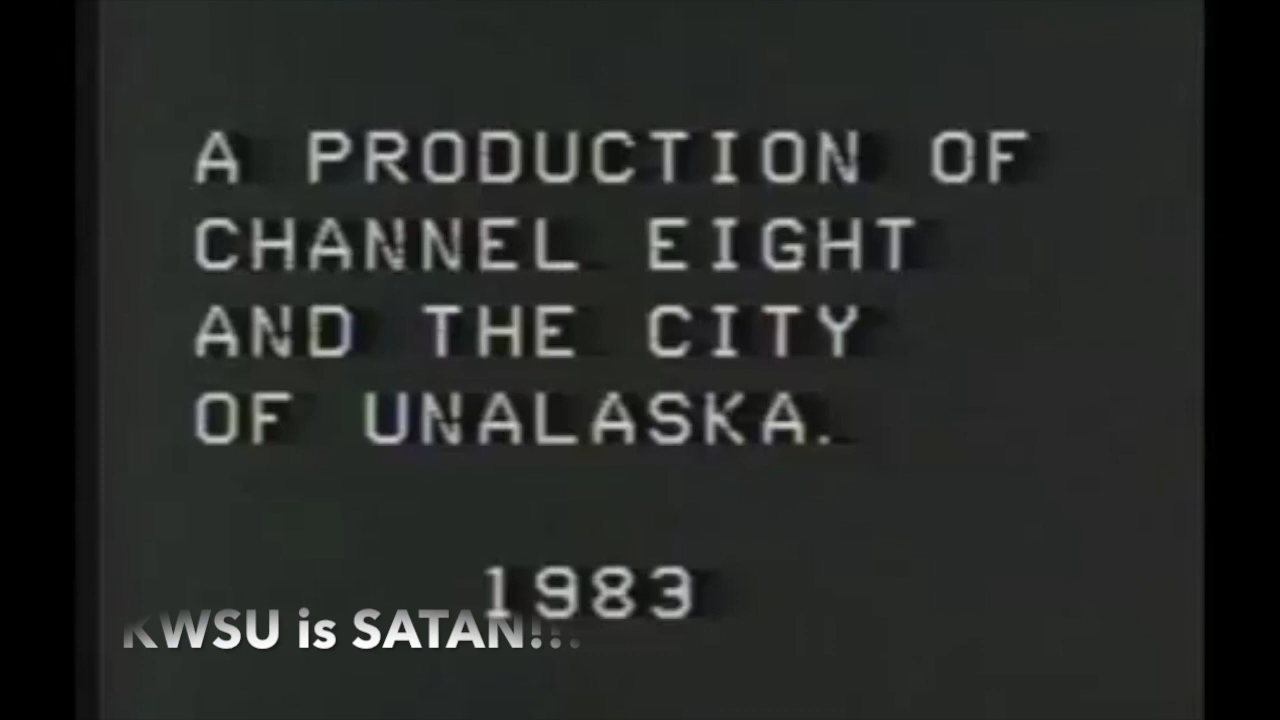 A PRODUCTION OF
CHANNEL EIGHT
AND THE CITY
OF UNALASKA.
1983
KWSU is SATAN!!!